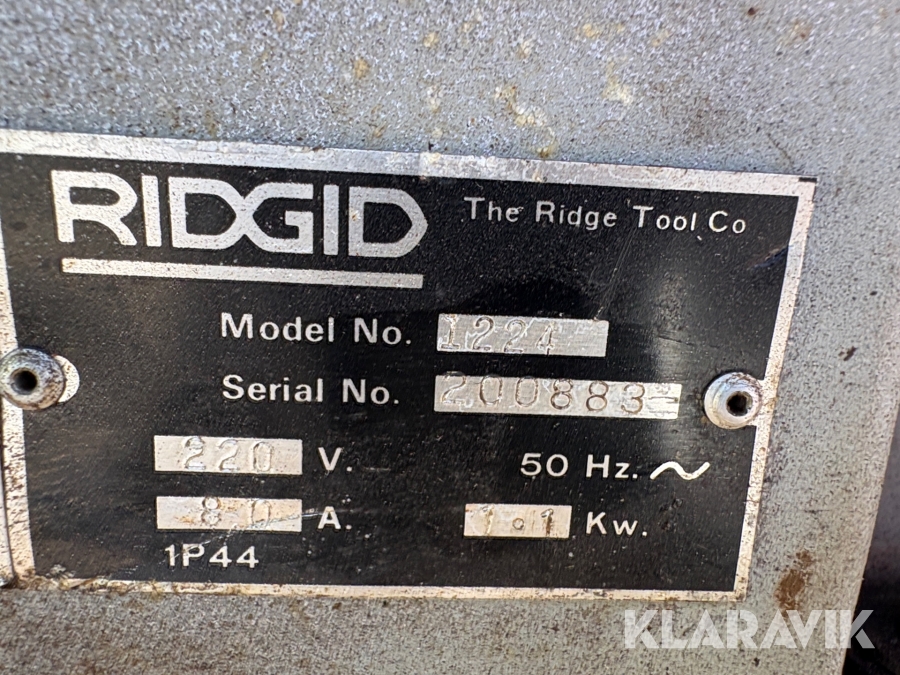 RIDGID The Ridge Tool Co
Model No. 1224
Serial No. 200883=
220 V. 50 Hz. ~
8.0 A. 1.1 Kw.
1P44
KLARAVIK